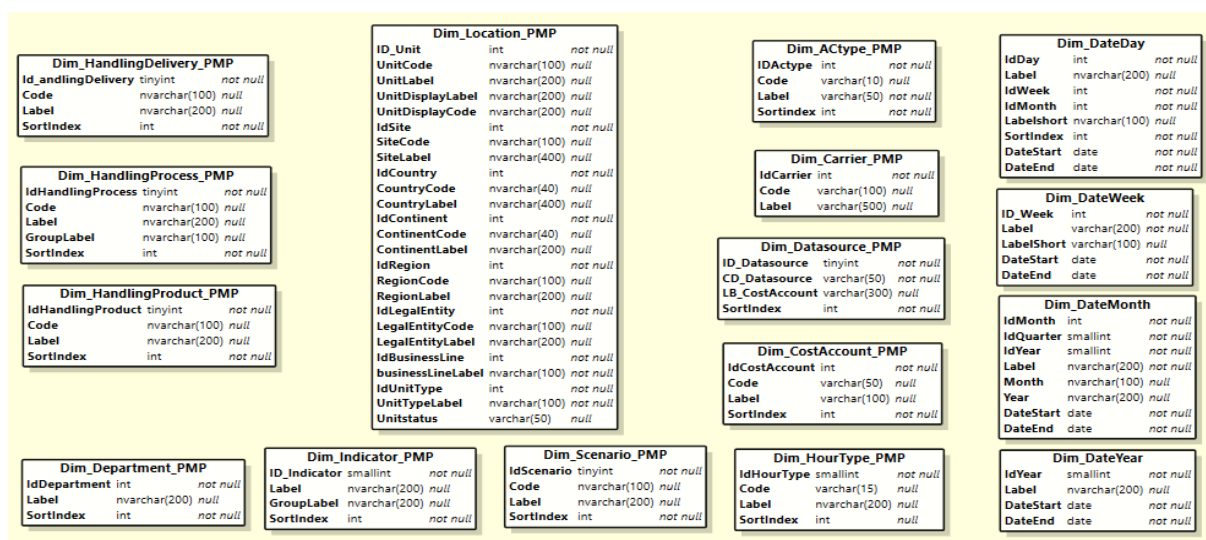 Dim_HandlingDelivery_PMP
Id_andlingDelivery tinyint not null
Code nvarchar(100) null
Label nvarchar(200) null
SortIndex int not null
Dim_HandlingProcess_PMP
IdHandlingProcess tinyint not null
Code nvarchar(100) null
Label nvarchar(200) null
GroupLabel nvarchar(100) null
SortIndex int not null
Dim_HandlingProduct_PMP
IdHandlingProduct tinyint not null
Code nvarchar(100) null
Label nvarchar(200) null
SortIndex int not null
Dim_Location_PMP
ID_Unit int not null
UnitCode nvarchar(100) null
UnitLabel nvarchar(200) null
UnitDisplayLabel nvarchar(200) null
UnitDisplayCode nvarchar(200) null
IdSite int not null
SiteCode nvarchar(100) null
SiteLabel nvarchar(400) null
IdCountry int not null
CountryCode nvarchar(40) null
CountryLabel nvarchar(400) null
IdContinent int not null
ContinentCode nvarchar(40) null
ContinentLabel nvarchar(200) null
IdRegion int not null
RegionCode nvarchar(100) null
RegionLabel nvarchar(200) null
IdLegalEntity int not null
LegalEntityCode nvarchar(100) null
LegalEntityLabel nvarchar(200) null
IdBusinessLine int not null
businessLineLabel nvarchar(100) not null
IdUnitType int not null
UnitTypeLabel nvarchar(100) not null
Unitstatus varchar(50) null
Dim_ACtype_PMP
IDActype int not null
Code varchar(10) null
Label varchar(50) not null
Sortindex int not null
Dim_Carrier_PMP
IdCarrier int not null
Code varchar(100) null
Label varchar(500) null
Dim_Datasource_PMP
ID_Datasource tinyint not null
CD_Datasource varchar(50) not null
LB_CostAccount varchar(300) null
SortIndex int not null
Dim_CostAccount_PMP
IdCostAccount int not null
Code varchar(50) null
Label varchar(100) null
SortIndex int not null
Dim_DateDay
IdDay int not null
Label nvarchar(200) null
IdWeek int not null
IdMonth int not null
Labelshort nvarchar(100) null
SortIndex int not null
DateStart date not null
DateEnd date not null
Dim_DateWeek
ID_Week int not null
Label varchar(200) not null
LabelShort varchar(100) null
DateStart date not null
DateEnd date not null
Dim_DateMonth
IdMonth int not null
IdQuarter smallint not null
IdYear smallint not null
Label nvarchar(200) not null
Month nvarchar(100) null
Year nvarchar(200) null
DateStart date not null
DateEnd date not null
Dim_Department_PMP
IdDepartment int not null
Label nvarchar(200) null
SortIndex int not null
Dim_Indicator_PMP
ID_Indicator smallint not null
Label nvarchar(200) null
GroupLabel nvarchar(200) null
SortIndex int not null
Dim_Scenario_PMP
IdScenario tinyint not null
Code nvarchar(100) null
Label nvarchar(200) null
SortIndex int not null
Dim_HourType_PMP
IdHourType smallint not null
Code varchar(15) null
Label nvarchar(200) null
SortIndex int null
Dim_DateYear
IdYear smallint not null
Label nvarchar(200) null
DateStart date not null
DateEnd date not null